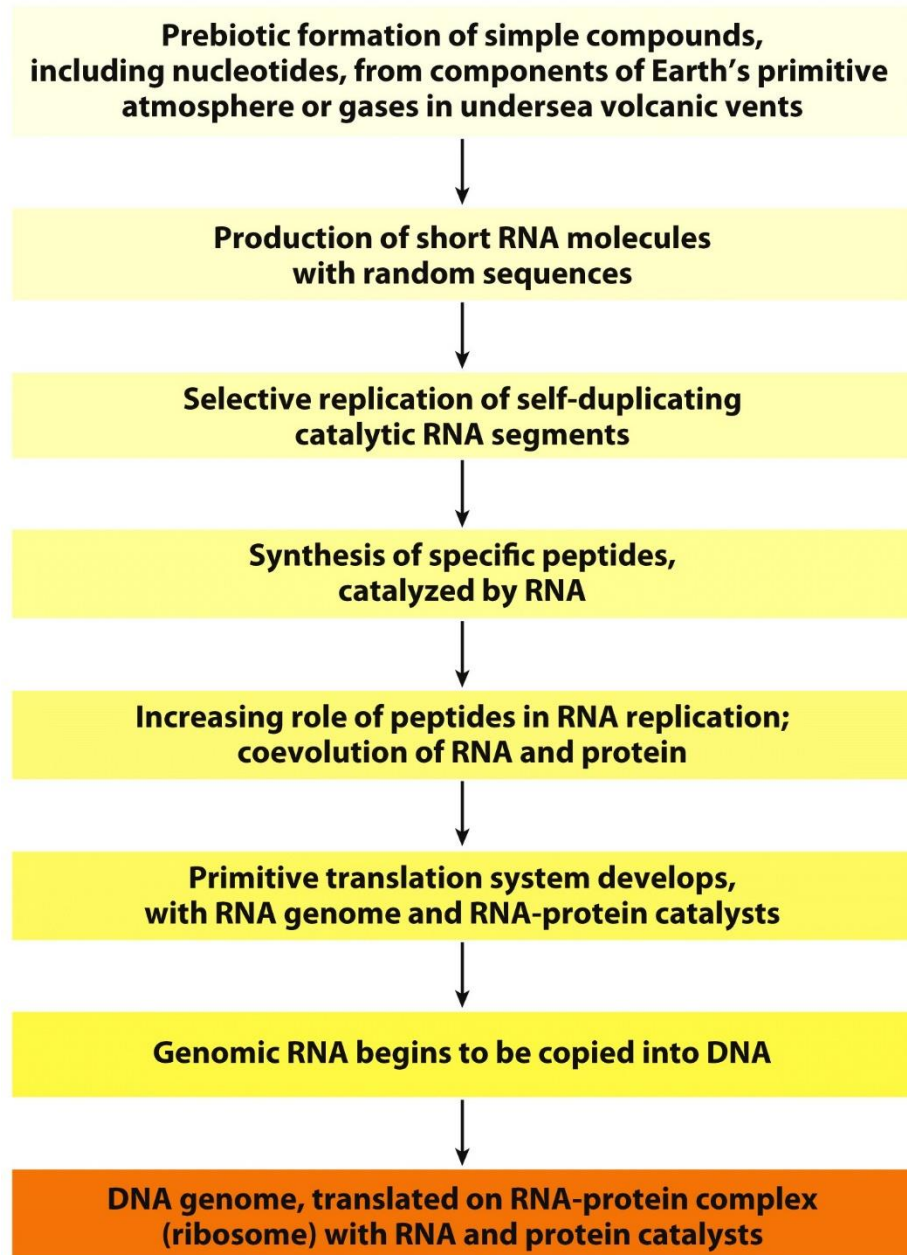 Prebiotic formation of simple compounds,
including nucleotides, from components of Earth’s primitive
atmosphere or gases in undersea volcanic vents
Production of short RNA molecules
with random sequences
Selective replication of self-duplicating
catalytic RNA segments
Synthesis of specific peptides,
catalyzed by RNA
Increasing role of peptides in RNA replication;
coevolution of RNA and protein
Primitive translation system develops,
with RNA genome and RNA-protein catalysts
Genomic RNA begins to be copied into DNA
DNA genome, translated on RNA-protein complex
(ribosome) with RNA and protein catalysts